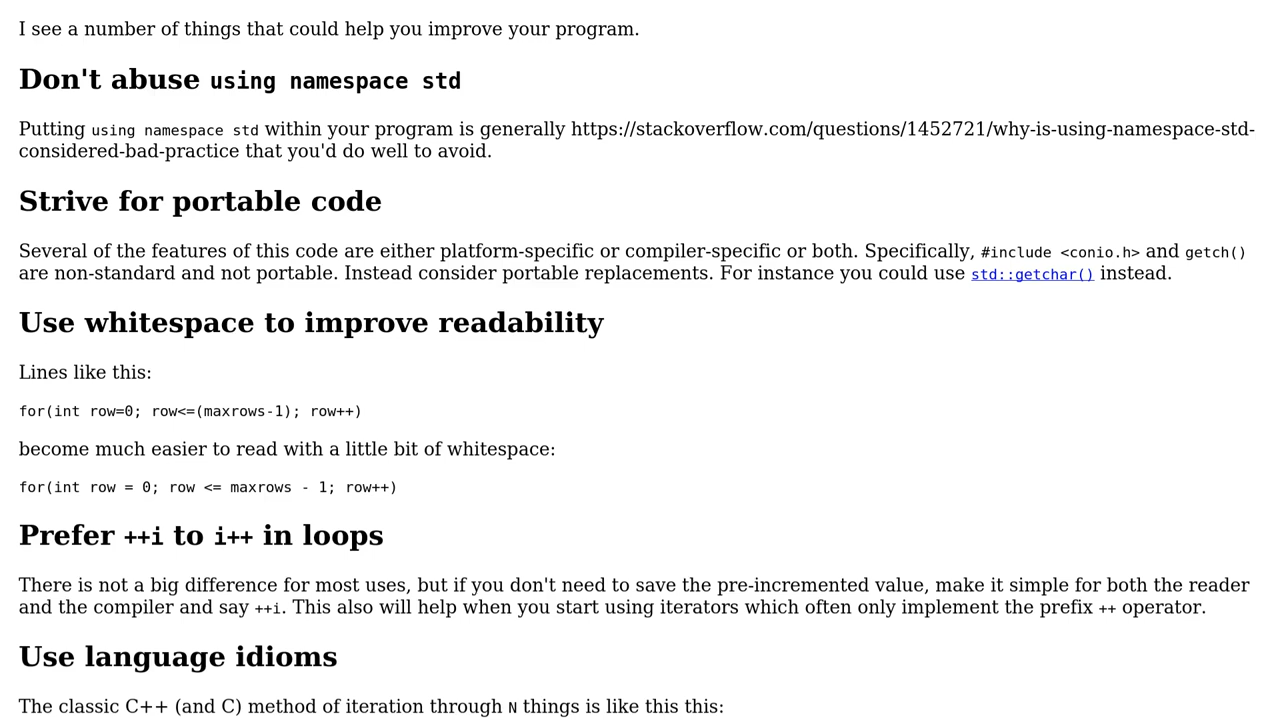 I see a number of things that could help you improve your program.
Don't abuse using namespace std
Putting using namespace std within your program is generally https://stackoverflow.com/questions/1452721/why-is-using-namespace-std-
considered-bad-practice that you'd do well to avoid.
Strive for portable code
Several of the features of this code are either platform-specific or compiler-specific or both. Specifically, #include <conio.h> and getch()
are non-standard and not portable. Instead consider portable replacements. For instance you could use std::getchar() instead.
Use whitespace to improve readability
Lines like this:
for(int row=0; row<=(maxrows-1); row++)
become much easier to read with a little bit of whitespace:
for(int row = 0; row <= maxrows - 1; row++)
Prefer ++i to i++ in loops
There is not a big difference for most uses, but if you don't need to save the pre-incremented value, make it simple for both the reader
and the compiler and say ++i. This also will help when you start using iterators which often only implement the prefix ++ operator.
Use language idioms
The classic C++ (and C) method of iteration through N things is like this this: